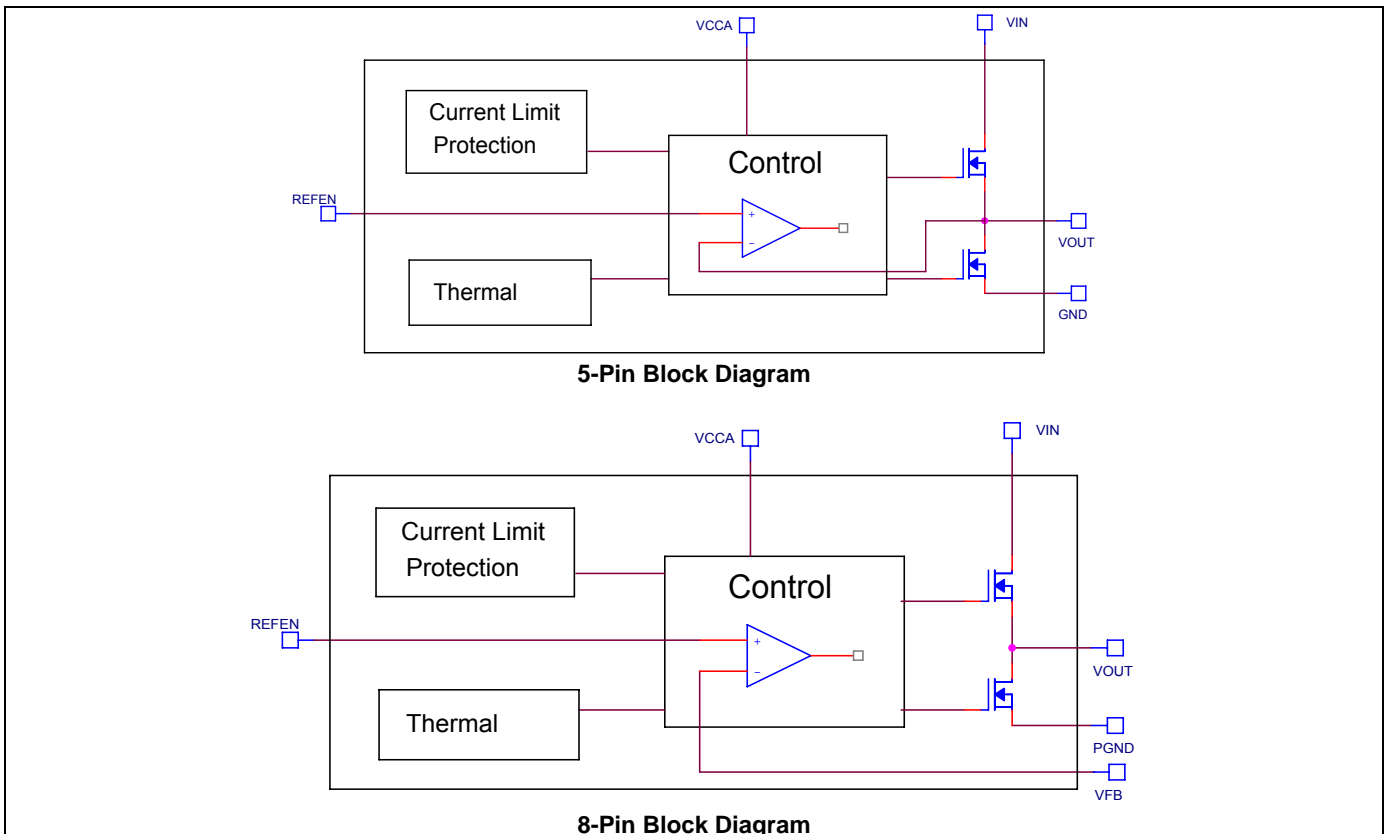 VCCA
VIN
Current Limit
Protection
Control
REFEN
+
−
VOUT
Thermal
GND
5-Pin Block Diagram
VCCA
VIN
Current Limit
Protection
Control
REFEN
+
−
VOUT
Thermal
PGND
VFB
8-Pin Block Diagram